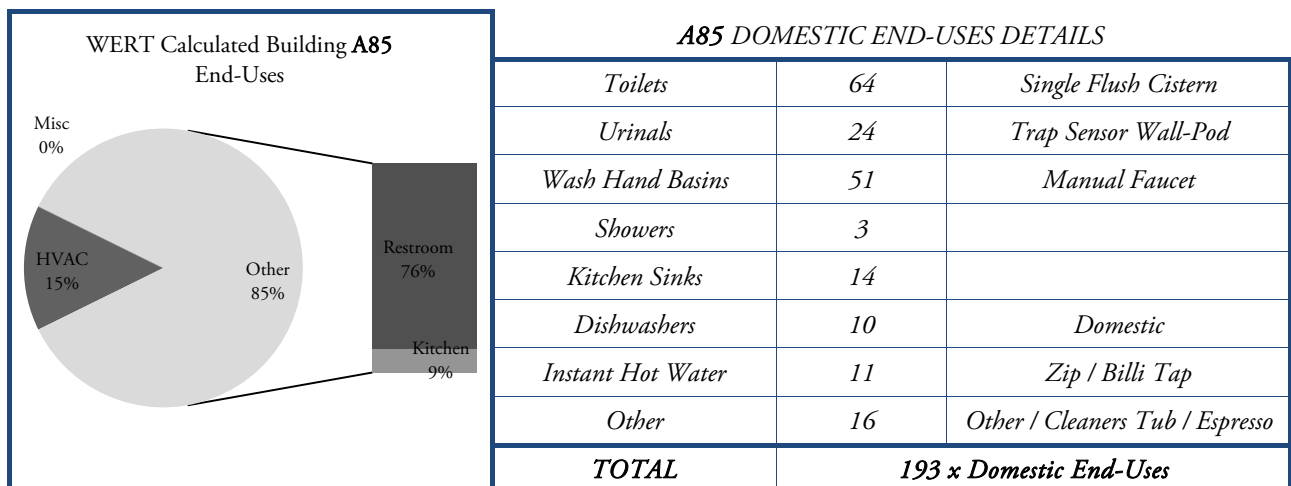 WERT Calculated Building A85
End-Uses
Misc
0%
HVAC
15%
Other
85%
Restroom
76%
Kitchen
9%
A85 DOMESTIC END-USES DETAILS
Toilets 64 Single Flush Cistern
Urinals 24 Trap Sensor Wall-Pod
Wash Hand Basins 51 Manual Faucet
Showers 3
Kitchen Sinks 14
Dishwashers 10 Domestic
Instant Hot Water 11 Zip / Billi Tap
Other 16 Other / Cleaners Tub / Espresso
TOTAL 193 x Domestic End-Uses